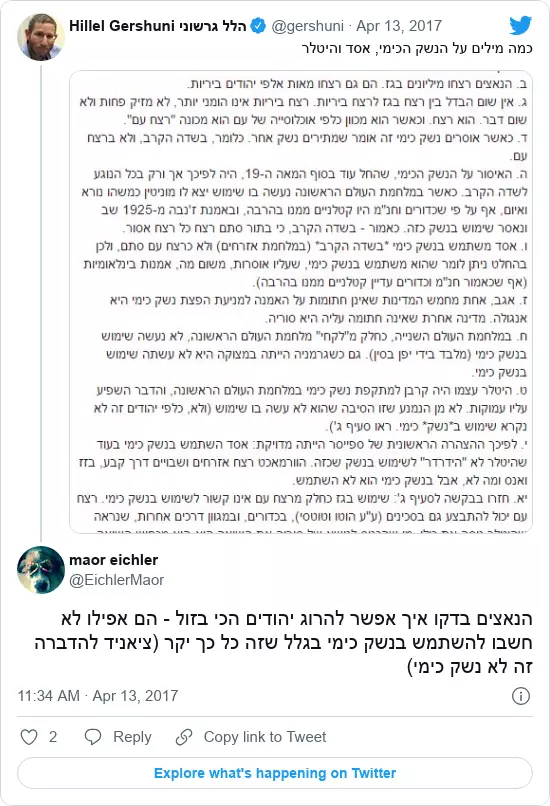 Hillel Gershuni הלל גרשוני @gershuni · Apr 13, 2017
כמה מילים על הנשק הכימי, אסד והיטלר
ב. הנאצים רצחו מיליונים בגז. הם גם רצחו מאות אלפי יהודים ביריות.
ג. אין שום הבדל בין רצח בגז לרצח ביריות. רצח ביריות אינו הומני יותר, לא מזיק פחות ולא
שום דבר. הוא רצח. וכאשר הוא מכוון כלפי אוכלוסייה של עם הוא מכונה "רצח עם".
ד. כאשר אוסרים נשק כימי זה אומר שמתירים נשק אחר. כלומר, בשדה הקרב, ולא ברצח
עם.
ה. האיסור על הנשק הכימי, שהחל עוד בסוף המאה ה-19, היה לפיכך אך ורק בכל הנוגע
לשדה הקרב. כאשר במלחמת העולם הראשונה נעשה בו שימוש יצא לו מוניטין כמשהו נורא
ואיום, אף על פי שכדורים וחנ"מ היו קטלניים ממנו בהרבה, ובאמנת ז'נבה מ-1925 שב
ונאסר שימוש בנשק כזה. כאמור - בשדה הקרב, כי בתור סתם רצח כל רצח אסור.
ו. אסד משתמש בנשק כימי *בשדה הקרב* (במלחמת אזרחים) ולא כרצח עם סתם, ולכן
בהחלט ניתן לומר שהוא משתמש בנשק כימי, שעליו אוסרות, משום מה, אמנות בינלאומיות
(אף שכאמור חנ"מ וכדורים עדיין קטלניים ממנו בהרבה).
ז. אגב, אחת מחמש המדינות שאינן חתומות על האמנה למניעת הפצת נשק כימי היא
אנגולה. מדינה אחרת שאינה חתומה עליה היא סוריה.
ח. במלחמת העולם השנייה, כחלק מ"לקחי" מלחמת העולם הראשונה, לא נעשה שימוש
בנשק כימי (מלבד בידי יפן בסין). גם כשגרמניה הייתה במצוקה היא לא עשתה שימוש
בנשק כימי.
ט. היטלר עצמו היה קרבן למתקפת נשק כימי במלחמת העולם הראשונה, והדבר השפיע
עליו עמוקות. לא מן הנמנע שזו הסיבה שהוא לא עשה בו שימוש (ולא, כלפי יהודים זה לא
נקרא שימוש ב*נשק* כימי. ראו סעיף ג').
י. לפיכך ההצהרה הראשונית של ספייסר הייתה מדויקת: אסד השתמש בנשק כימי בעוד
שהיטלר לא "הידרדר" לשימוש בנשק שכזה. הוורמאכט רצח אזרחים ושבויים דרך קבע, בזז
ואנס ומה לא, אבל בנשק כימי הוא לא השתמש.
יא. חזרו בבקשה לסעיף ג': שימוש בגז כחלק מרצח עם אינו קשור לשימוש בנשק כימי. רצח
עם יכול להתבצע גם בסכינים (ע"ע הוטו וטוטסי), בכדורים, ובמגוון דרכים אחרות, שנראה
maor eichler
@EichlerMaor
הנאצים בדקו איך אפשר להרוג יהודים הכי בזול - הם אפילו לא
חשבו להשתמש בנשק כימי בגלל שזה כל כך יקר (ציאניד להדברה
זה לא נשק כימי)
11:34 AM · Apr 13, 2017
2 Reply Copy link to Tweet
Explore what's happening on Twitter